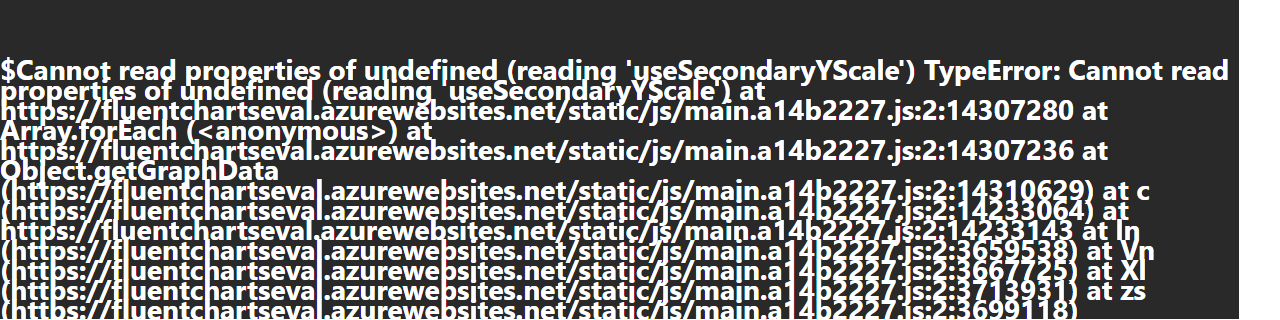 $Cannot read properties of undefined (reading 'useSecondaryYScale') TypeError: Cannot read
properties of undefined (reading 'useSecondaryYScale') at
https://fluentchartseval.azurewebsites.net/static/js/main.a14b2227.js:2:14307280 at
Array.forEach (<anonymous>) at
https://fluentchartseval.azurewebsites.net/static/js/main.a14b2227.js:2:14307236 at
Object.getGraphData
(https://fluentchartseval.azurewebsites.net/static/js/main.a14b2227.js:2:14310629) at c
(https://fluentchartseval.azurewebsites.net/static/js/main.a14b2227.js:2:14233064) at
https://fluentchartseval.azurewebsites.net/static/js/main.a14b2227.js:2:14233143 at ln
(https://fluentchartseval.azurewebsites.net/static/js/main.a14b2227.js:2:3659538) at Vn
(https://fluentchartseval.azurewebsites.net/static/js/main.a14b2227.js:2:3667725) at Xl
(https://fluentchartseval.azurewebsites.net/static/js/main.a14b2227.js:2:3713931) at zs
(https://fluentchartseval.azurewebsites.net/static/js/main.a14b2227.js:2:3699118)